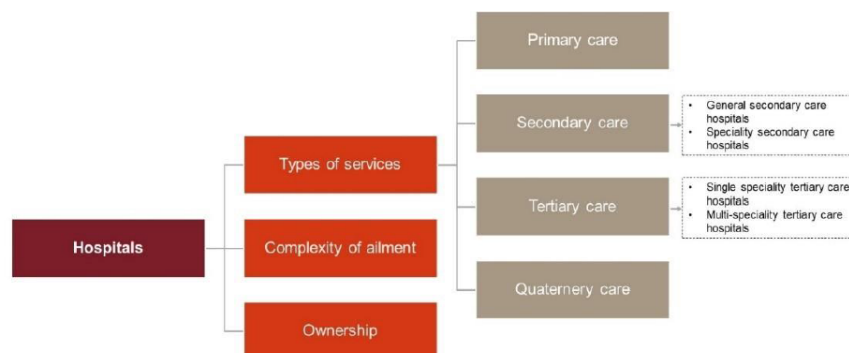 Primary care
Secondary care
• General secondary care
hospitals
• Speciality secondary care
hospitals
Types of services
Tertiary care
• Single speciality tertiary care
hospitals
• Multi-speciality tertiary care
hospitals
Hospitals
Complexity of ailment
Quaternery care
Ownership